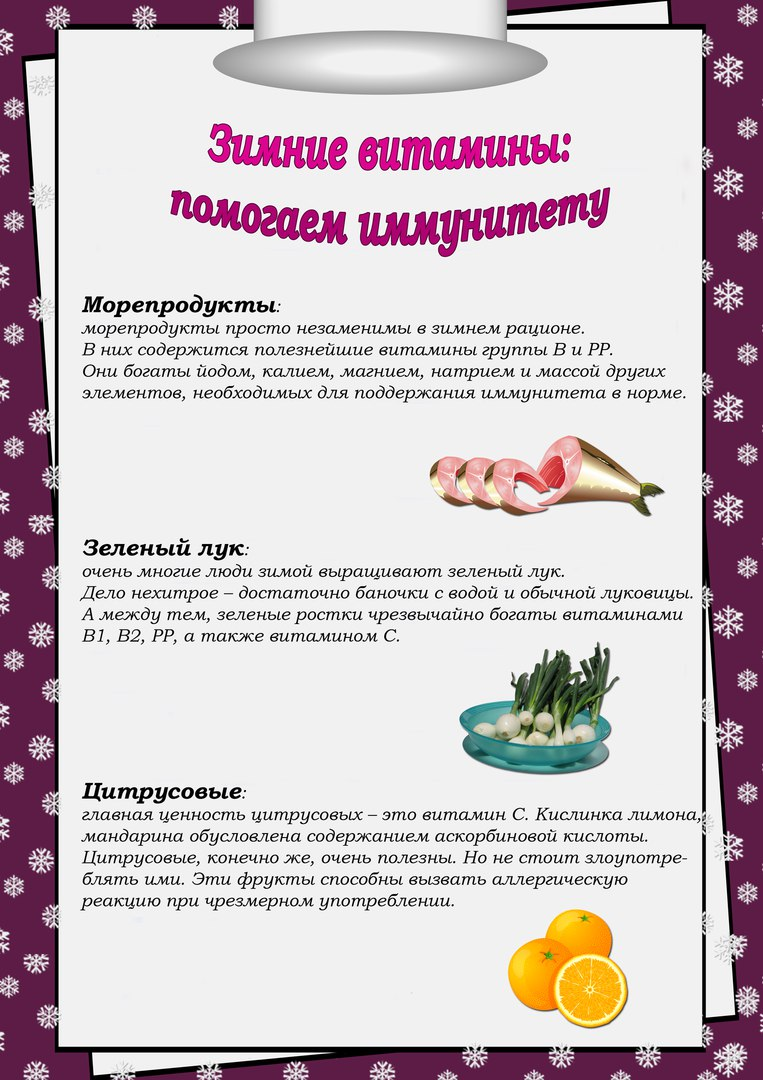 Зимние витамины:
помогаем иммунитету
Морепродукты:
морепродукты просто незаменимы в зимнем рационе.
В них содержится полезнейшие витамины группы В и РР.
Они богаты йодом, калием, магнием, натрием и массой других
элементов, необходимых для поддержания иммунитета в норме.
Зеленый лук:
очень многие люди зимой выращивают зеленый лук.
Дело нехитрое – достаточно баночки с водой и обычной луковицы.
А между тем, зеленые ростки чрезвычайно богаты витаминами
В1, В2, РР, а также витамином С.
Цитрусовые:
главная ценность цитрусовых – это витамин С. Кислинка лимона,
мандарина обусловлена содержанием аскорбиновой кислоты.
Цитрусовые, конечно же, очень полезны. Но не стоит злоупотре-
блять ими. Эти фрукты способны вызвать аллергическую
реакцию при чрезмерном употреблении.